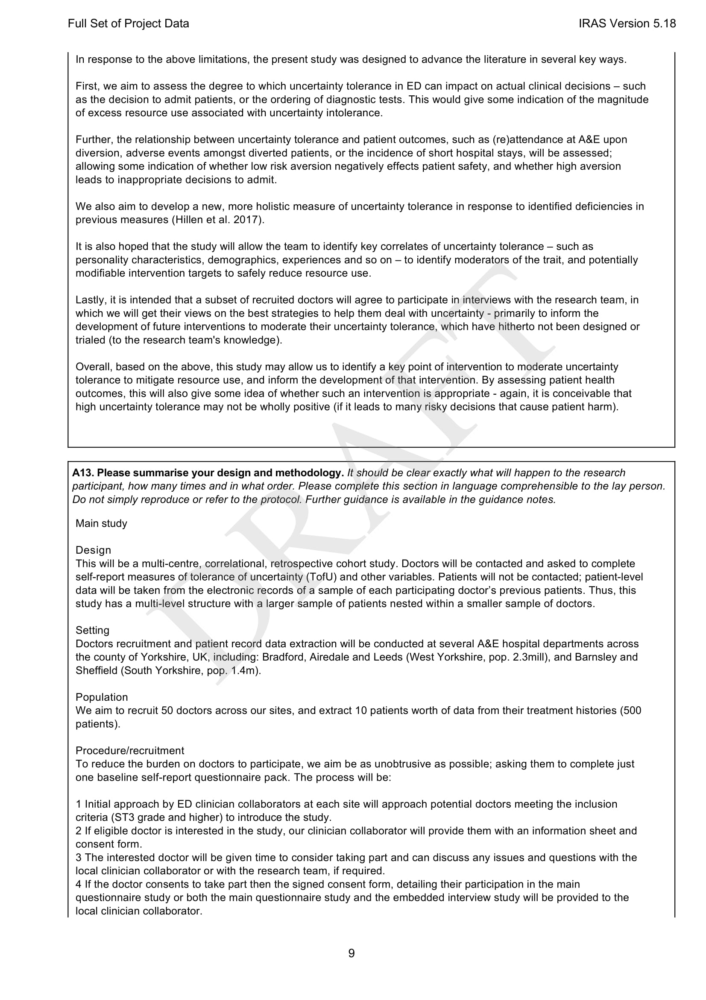 Full Set of Project Data
IRAS Version 5.18
In response to the above limitations, the present study was designed to advance the literature in several key ways.
First, we aim to assess the degree to which uncertainty tolerance in ED can impact on actual clinical decisions – such
as the decision to admit patients, or the ordering of diagnostic tests. This would give some indication of the magnitude
of excess resource use associated with uncertainty intolerance.
Further, the relationship between uncertainty tolerance and patient outcomes, such as (re)attendance at A&E upon
diversion, adverse events amongst diverted patients, or the incidence of short hospital stays, will be assessed;
allowing some indication of whether low risk aversion negatively effects patient safety, and whether high aversion
leads to inappropriate decisions to admit.
We also aim to develop a new, more holistic measure of uncertainty tolerance in response to identified deficiencies in
previous measures (Hillen et al. 2017).
It is also hoped that the study will allow the team to identify key correlates of uncertainty tolerance – such as
personality characteristics, demographics, experiences and so on – to identify moderators of the trait, and potentially
modifiable intervention targets to safely reduce resource use.
Lastly, it is intended that a subset of recruited doctors will agree to participate in interviews with the research team, in
which we will get their views on the best strategies to help them deal with uncertainty - primarily to inform the
development of future interventions to moderate their uncertainty tolerance, which have hitherto not been designed or
trialed (to the research team's knowledge).
Overall, based on the above, this study may allow us to identify a key point of intervention to moderate uncertainty
tolerance to mitigate resource use, and inform the development of that intervention. By assessing patient health
outcomes, this will also give some idea of whether such an intervention is appropriate - again, it is conceivable that
high uncertainty tolerance may not be wholly positive (if it leads to many risky decisions that cause patient harm).
A13. Please summarise your design and methodology. It should be clear exactly what will happen to the research
participant, how many times and in what order. Please complete this section in language comprehensible to the lay person.
Do not simply reproduce or refer to the protocol. Further guidance is available in the guidance notes.
Main study
Design
This will be a multi-centre, correlational, retrospective cohort study. Doctors will be contacted and asked to complete
self-report measures of tolerance of uncertainty (TofU) and other variables. Patients will not be contacted; patient-level
data will be taken from the electronic records of a sample of each participating doctor’s previous patients. Thus, this
study has a multi-level structure with a larger sample of patients nested within a smaller sample of doctors.
Setting
Doctors recruitment and patient record data extraction will be conducted at several A&E hospital departments across
the county of Yorkshire, UK, including: Bradford, Airedale and Leeds (West Yorkshire, pop. 2.3mill), and Barnsley and
Sheffield (South Yorkshire, pop. 1.4m).
Population
We aim to recruit 50 doctors across our sites, and extract 10 patients worth of data from their treatment histories (500
patients).
Procedure/recruitment
To reduce the burden on doctors to participate, we aim be as unobtrusive as possible; asking them to complete just
one baseline self-report questionnaire pack. The process will be:
1 Initial approach by ED clinician collaborators at each site will approach potential doctors meeting the inclusion
criteria (ST3 grade and higher) to introduce the study.
2 If eligible doctor is interested in the study, our clinician collaborator will provide them with an information sheet and
consent form.
3 The interested doctor will be given time to consider taking part and can discuss any issues and questions with the
local clinician collaborator or with the research team, if required.
4 If the doctor consents to take part then the signed consent form, detailing their participation in the main
questionnaire study or both the main questionnaire study and the embedded interview study will be provided to the
local clinician collaborator.
DRAFT
9